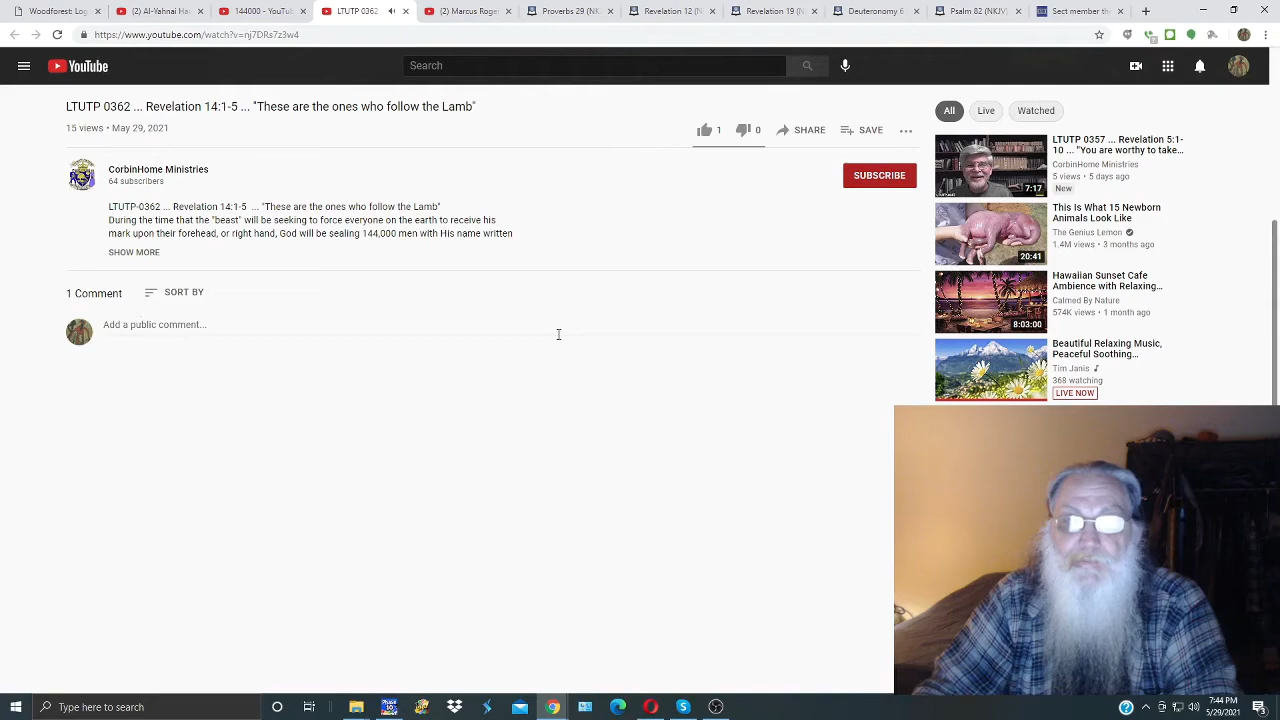 Woodforest: Log
(2) Al-Yahnai Ha
144000 - YouTu
LTUTP 0362
(2) Marcus Roger
Proverbs 29 (NK
Revelation 12 (N
Revelation 19 (N
Deuteronomy 6
Psalm 82 (NKJV)
Sect member th
https://www.youtube.com/watch?v=nj7DRs7z3w4
YouTube
Search
LTUTP 0362 ... Revelation 14:1-5 ... "These are the ones who follow the Lamb"
15 views • May 29, 2021
1
0
SHARE
SAVE
CorbinHome Ministries
64 subscribers
SUBSCRIBE
LTUTP-0362 ... Revelation 14:1-5 ... "These are the ones who follow the Lamb"
During the time that the "beast" will be seeking to force everyone on the earth to receive his
mark upon their forehead, or right hand, God will be sealing 144,000 men with His name written
SHOW MORE
1 Comment
SORT BY
Add a public comment...
All
Live
Watched
LTUTP 0357 ... Revelation 5:1-
10 ... "You are worthy to take...
CorbinHome Ministries
5 views • 5 days ago
New
7:17
This Is What 15 Newborn
Animals Look Like
The Genius Lemon
1.4M views • 3 months ago
20:41
Hawaiian Sunset Cafe
Ambience with Relaxing...
Calmed By Nature
574K views • 1 month ago
8:03:00
Beautiful Relaxing Music,
Peaceful Soothing...
Tim Janis
368 watching
LIVE NOW
Type here to search
7:44 PM
5/29/2021